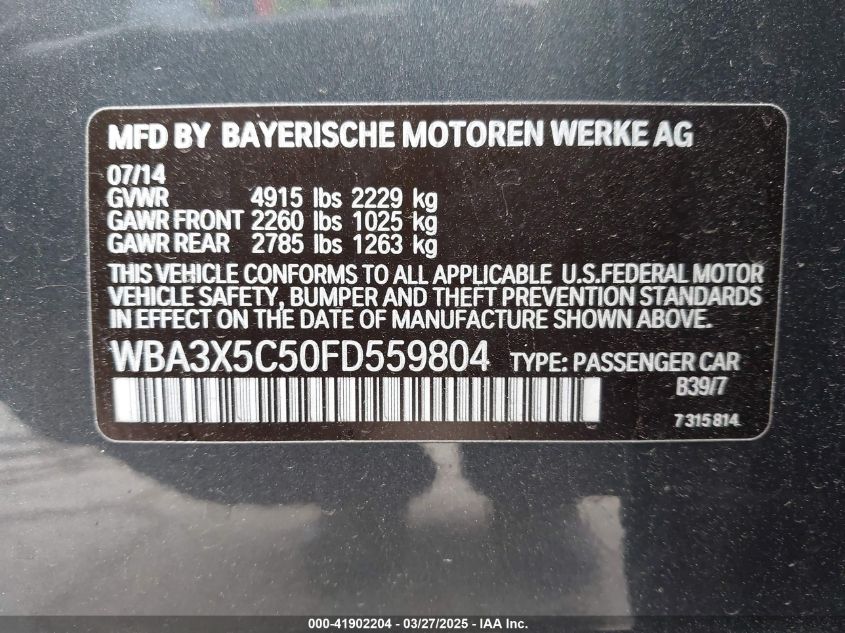 MFD BY BAYERISCHE MOTOREN WERKE AG
07/14
GVWR 4915 lbs 2229 kg
GAWR FRONT 2260 lbs 1025 kg
GAWR REAR 2785 lbs 1263 kg
THIS VEHICLE CONFORMS TO ALL APPLICABLE U.S.FEDERAL MOTOR
VEHICLE SAFETY, BUMPER AND THEFT PREVENTION STANDARDS
IN EFFECT ON THE DATE OF MANUFACTURE SHOWN ABOVE.
WBA3X5C50FD559804 TYPE: PASSENGER CAR
B39/7
7 315 814
000-41902204 - 03/27/2025 - IAA Inc.